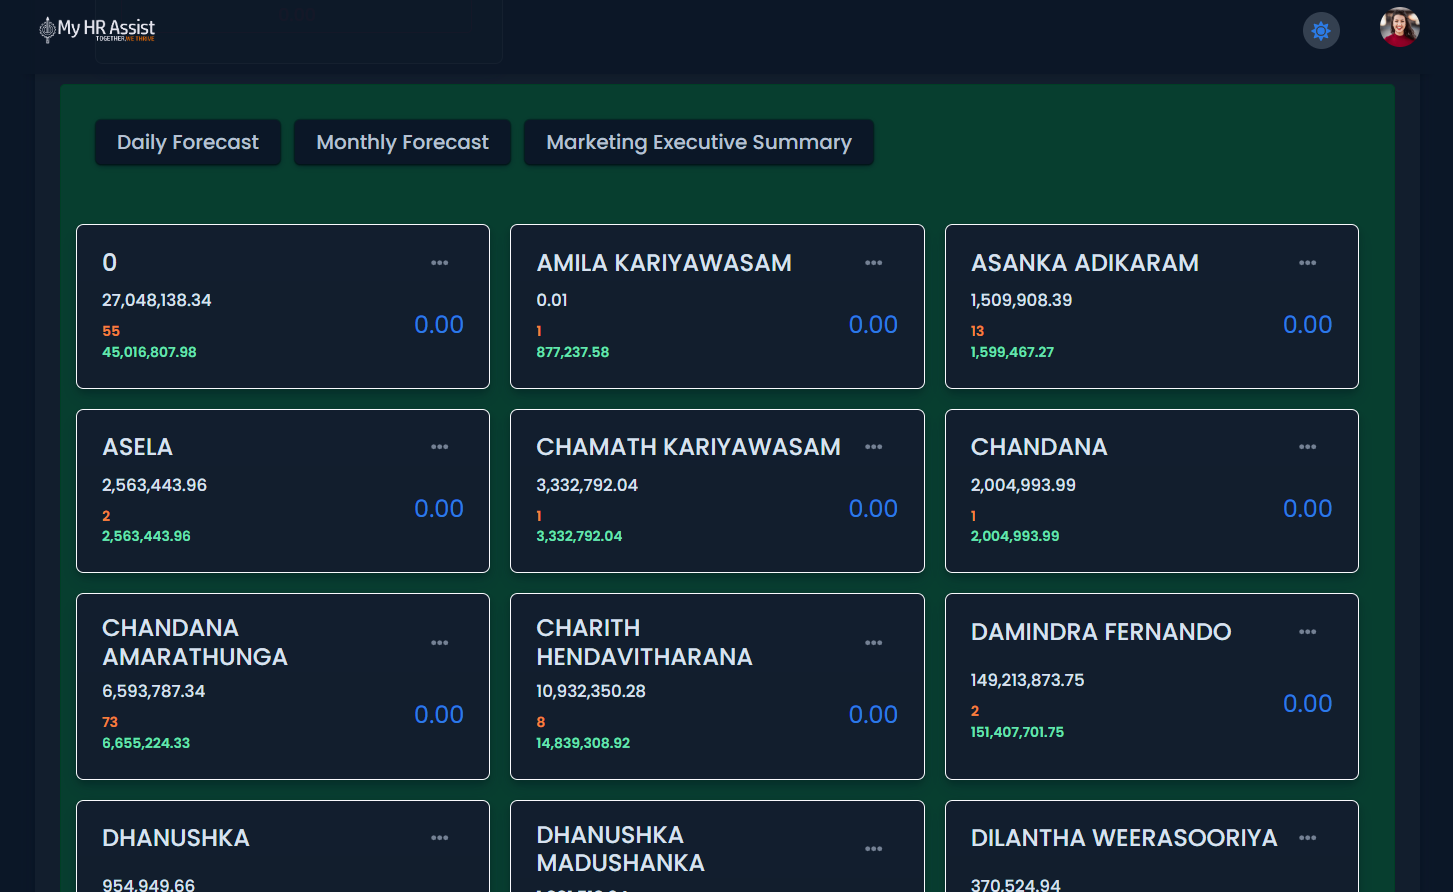 My HR Assist
TOGETHER, WE THRIVE
Daily Forecast
Monthly Forecast
Marketing Executive Summary
0
27,048,138.34
55
45,016,807.98
0.00
AMILA KARIYAWASAM
0.01
1
877,237.58
0.00
ASANKA ADIKARAM
1,509,908.39
13
1,599,467.27
0.00
ASELA
2,563,443.96
2
2,563,443.96
0.00
CHAMATH KARIYAWASAM
3,332,792.04
1
3,332,792.04
0.00
CHANDANA
2,004,993.99
1
2,004,993.99
0.00
CHANDANA
AMARATHUNGA
6,593,787.34
73
6,655,224.33
0.00
CHARITH
HENDAVITHARANA
10,932,350.28
8
14,839,308.92
0.00
DAMINDRA FERNANDO
149,213,873.75
2
151,407,701.75
0.00
DHANUSHKA
954,949.66
DHANUSHKA
MADUSHANKA
DILANTHA WEERASOORIYA
370,524.94